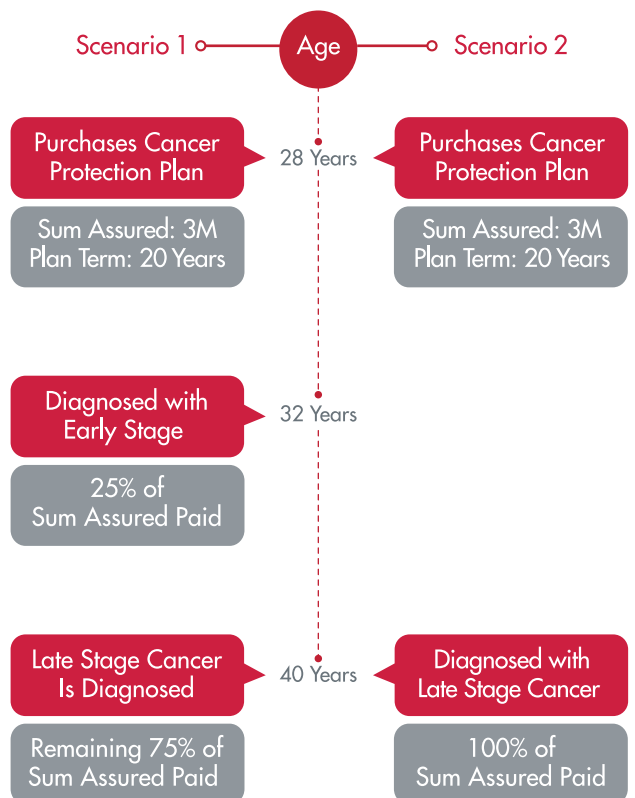 Scenario 1
Age
Scenario 2
Purchases Cancer
Protection Plan
28 Years
Purchases Cancer
Protection Plan
Sum Assured: 3M
Plan Term: 20 Years
Sum Assured: 3M
Plan Term: 20 Years
Diagnosed with
Early Stage
32 Years
25% of
Sum Assured Paid
Late Stage Cancer
Is Diagnosed
40 Years
Diagnosed with
Late Stage Cancer
Remaining 75% of
Sum Assured Paid
100% of
Sum Assured Paid